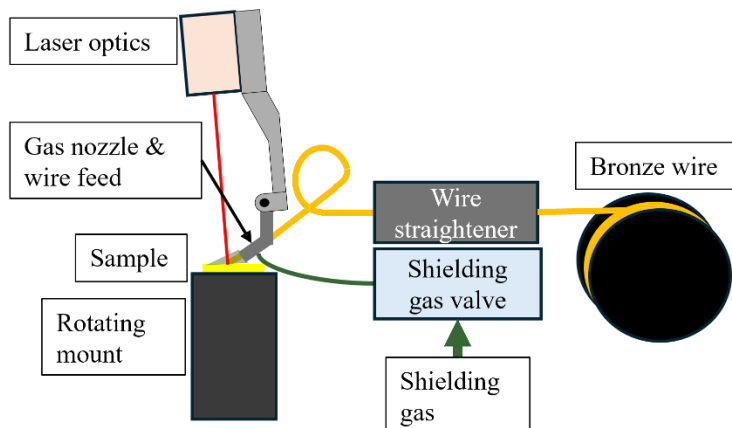 Laser optics
Gas nozzle &
wire feed
Bronze wire
Wire
straightener
Sample
Shielding
gas valve
Rotating
mount
Shielding
gas